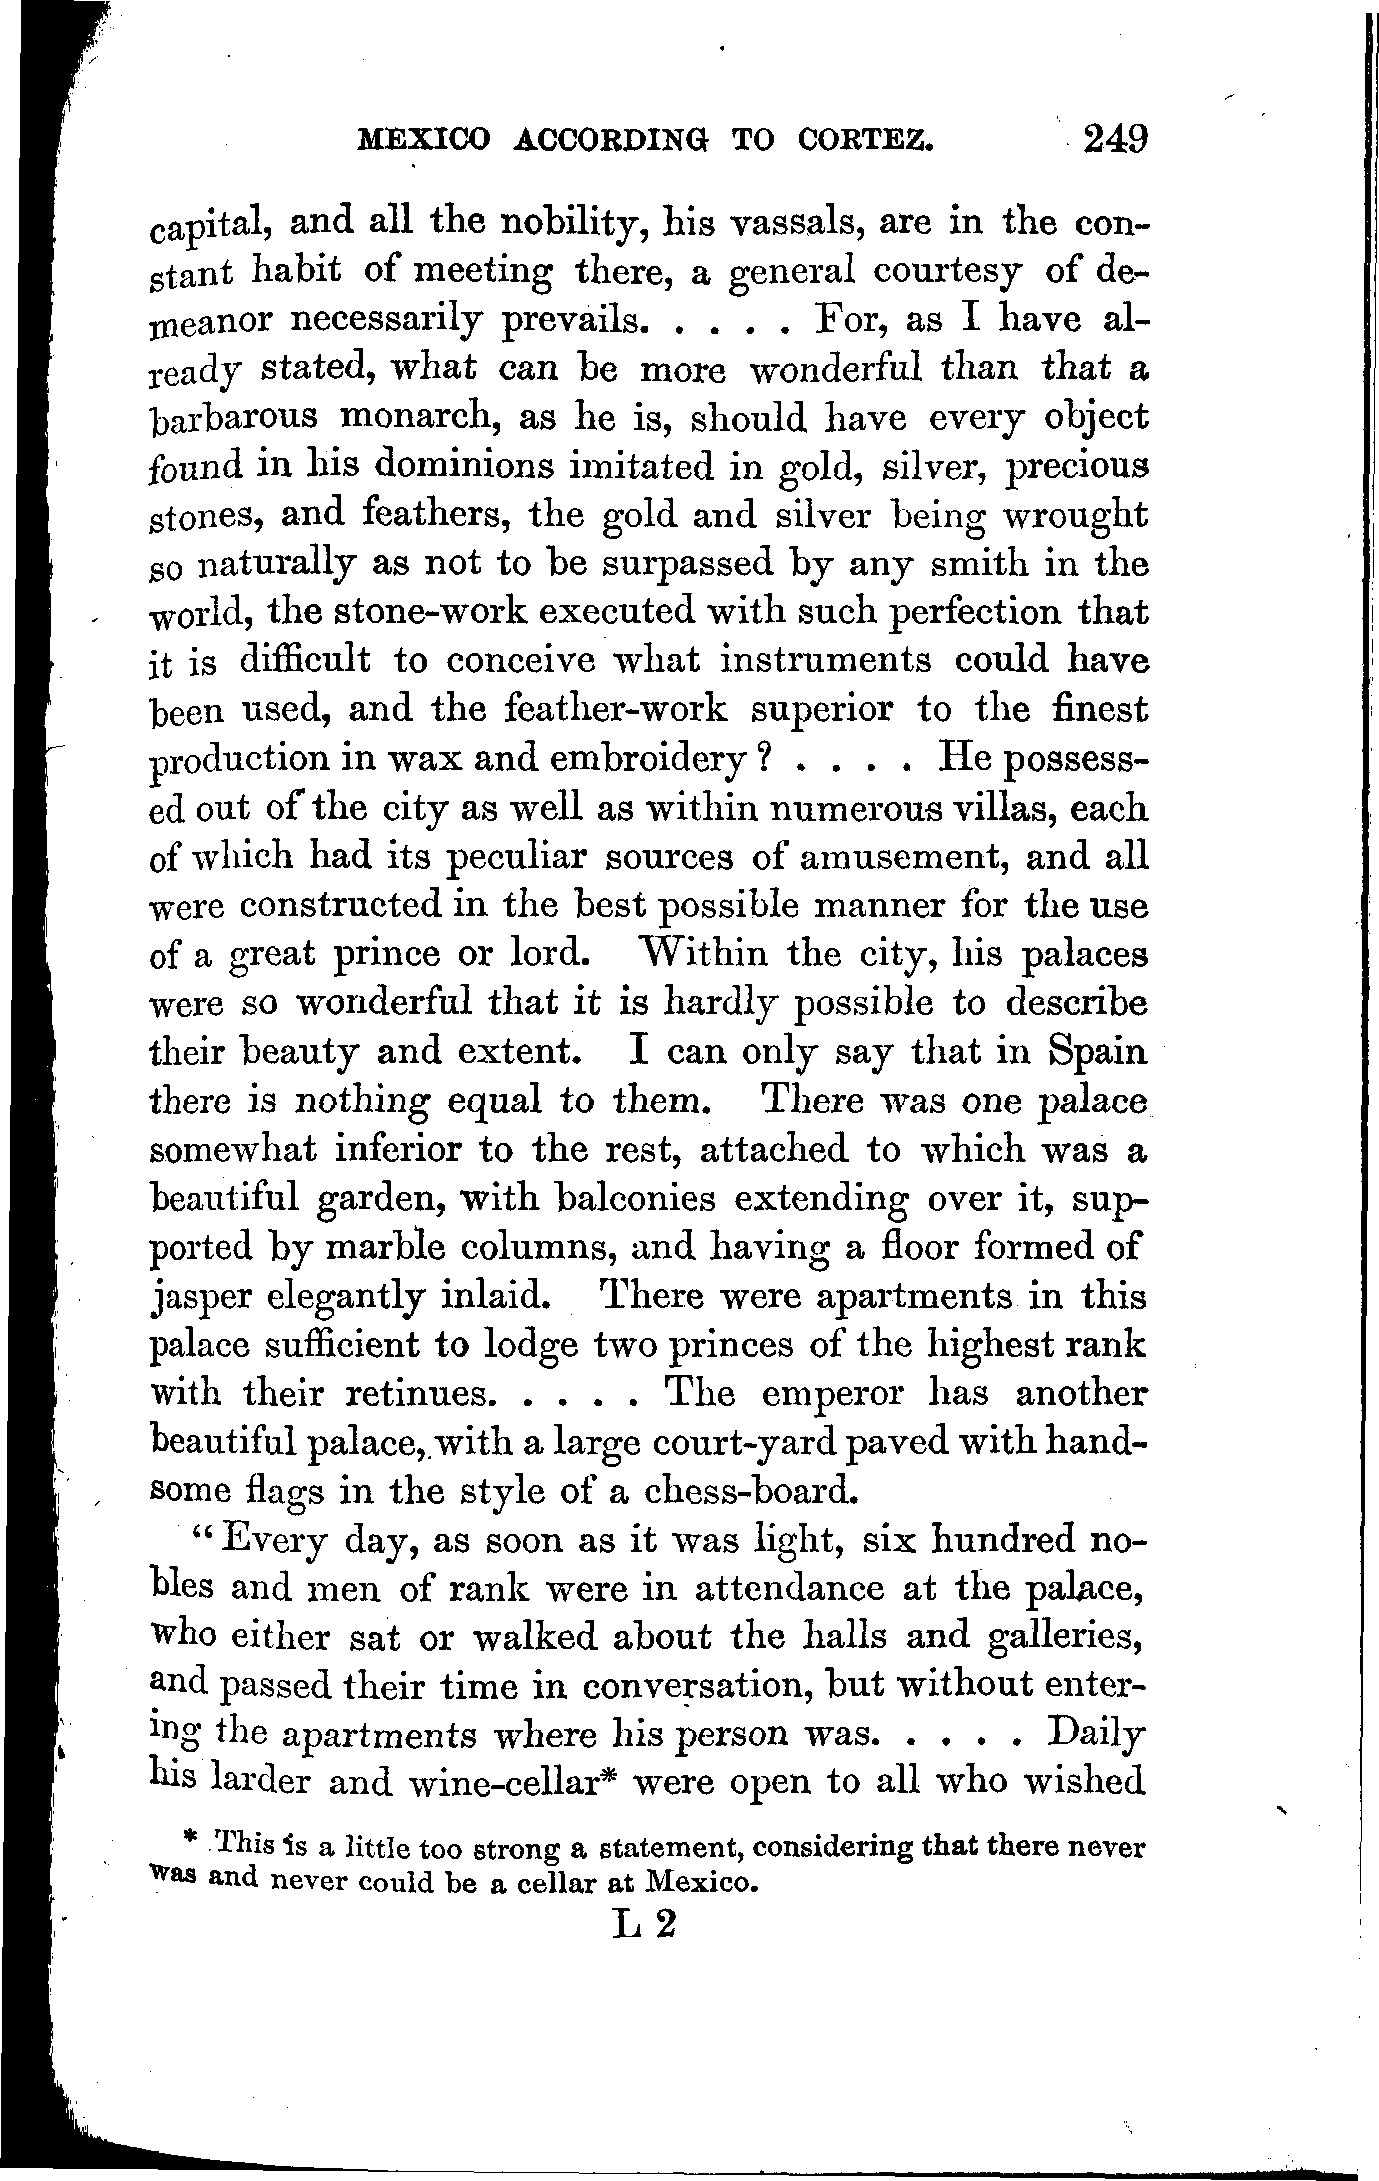 MEXICO ACCORDING TO CORTEZ. 249
capital, and all the nobility, his vassals, are in the con-
stant habit of meeting there, a general courtesy of de-
meanor necessarily prevails. . . . . For, as I have al-
ready stated, what can be more wonderful than that a
barbarous monarch, as he is, should have every object
found in his dominions imitated in gold, silver, precious
stones, and feathers, the gold and silver being wrought
so naturally as not to be surpassed by any smith in the
world, the stone-work executed with such perfection that
it is difficult to conceive what instruments could have
been used, and the feather-work superior to the finest
production in wax and embroidery? . . . . He possess-
ed out of the city as well as within numerous villas, each
of which had its peculiar sources of amusement, and all
were constructed in the best possible manner for the use
of a great prince or lord. Within the city, his palaces
were so wonderful that it is hardly possible to describe
their beauty and extent. I can only say that in Spain
there is nothing equal to them. There was one palace
somewhat inferior to the rest, attached to which was a
beautiful garden, with balconies extending over it, sup-
ported by marble columns, and having a floor formed of
jasper elegantly inlaid. There were apartments in this
palace sufficient to lodge two princes of the highest rank
with their retinues. . . . . The emperor has another
beautiful palace, with a large court-yard paved with hand-
some flags in the style of a chess-board.
"Every day, as soon as it was light, six hundred no-
bles and men of rank were in attendance at the palace,
who either sat or walked about the halls and galleries,
and passed their time in conversation, but without enter-
ing the apartments where his person was. . . . . Daily
his larder and wine-cellar* were open to all who wished
* This is a little too strong a statement, considering that there never
was and never could be a cellar at Mexico.
L 2